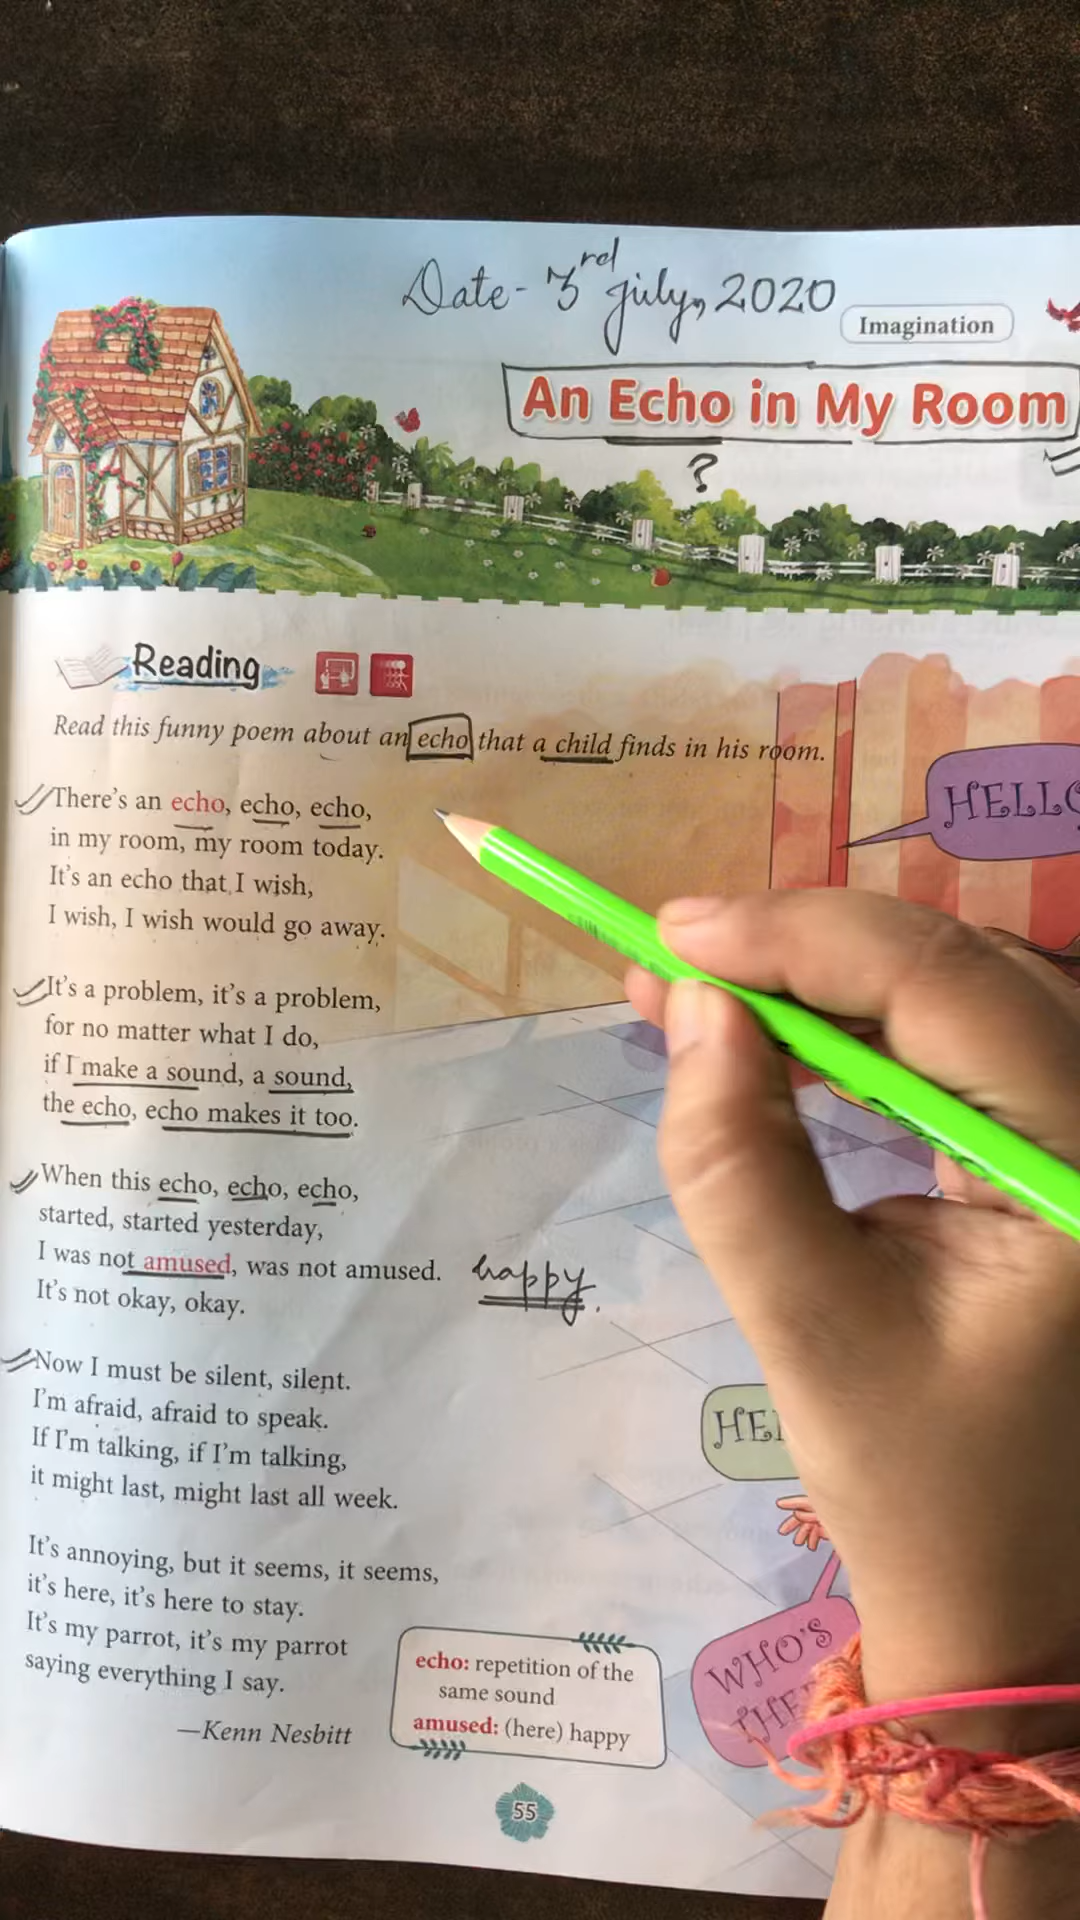 Date - 3rd july, 2020
Imagination
An Echo in My Room
?
Reading
Read this funny poem about an echo that a child finds in his room.
There's an echo, echo, echo,
in my room, my room today.
It's an echo that I wish,
I wish, I wish would go away.
HELLO
It's a problem, it's a problem,
for no matter what I do,
if I make a sound, a sound,
the echo, echo makes it too.
When this echo, echo, echo,
started, started yesterday,
I was not amused, was not amused. happy.
It's not okay, okay.
Now I must be silent, silent.
I'm afraid, afraid to speak.
If I'm talking, if I'm talking,
it might last, might last all week.
It's annoying, but it seems, it seems,
it's here, it's here to stay.
It's my parrot, it's my parrot
saying everything I say.
—Kenn Nesbitt
echo: repetition of the
same sound
amused: (here) happy
WHO'S
55